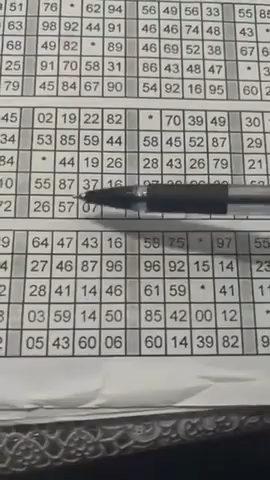 51 76 * 62 94 56 49 56 33 55
63 98 92 44 91 46 46 74 48 43
68 49 82 * 89 46 69 52 38 67
25 91 70 58 31 86 43 48 47 *
76 45 84 67 90 54 92 16 95 60
45 02 19 22 82 * 70 39 49 30
34 53 85 59 44 58 45 52 87 29
84 * 44 19 26 28 43 26 79 21
55 87 37 16
26 57 07
64 47 43 16 58 75 * 97 55
27 46 87 96 96 92 15 14 23
28 41 14 46 61 59 * 41 11
03 59 14 50 85 42 00 12 *
05 43 60 06 60 14 39 82